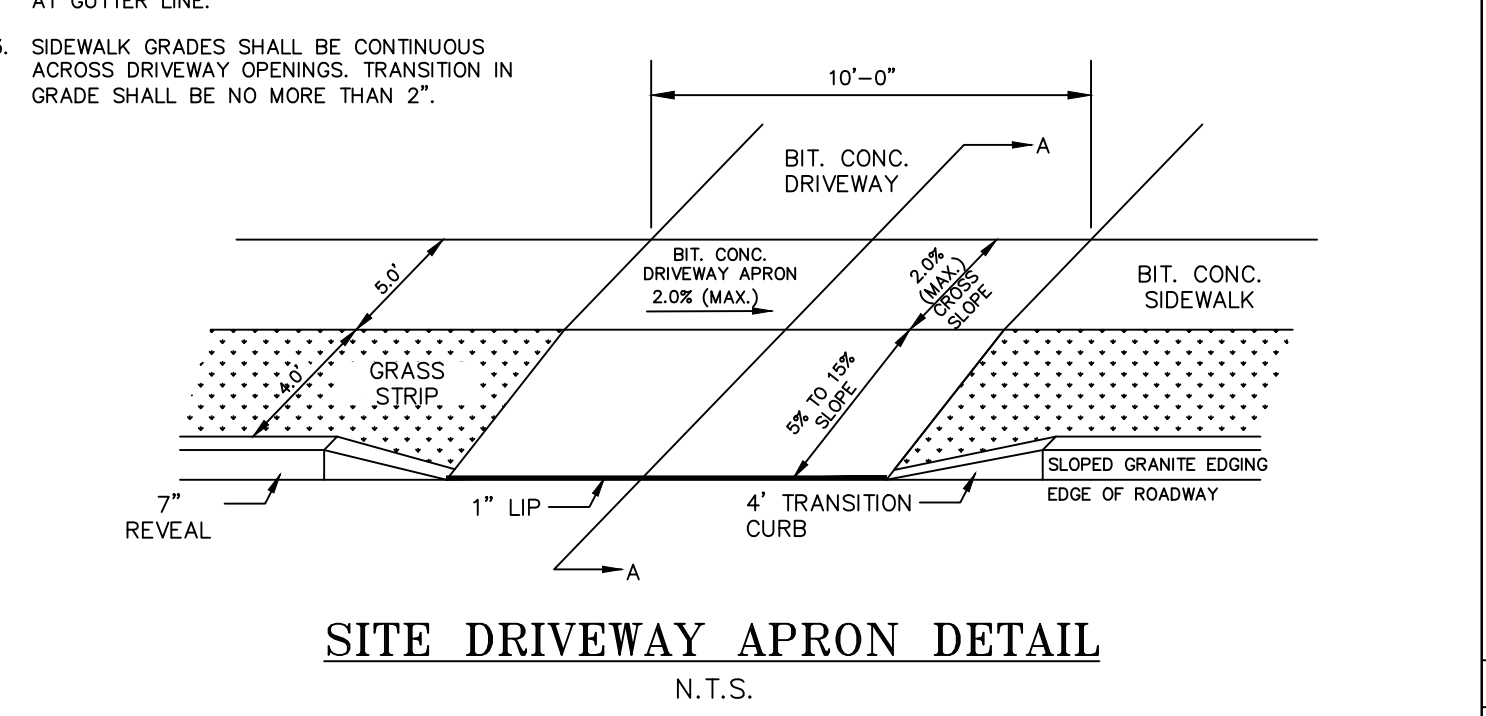 AT GUTTER LINE.
SIDEWALK GRADES SHALL BE CONTINUOUS
ACROSS DRIVEWAY OPENINGS. TRANSITION IN
GRADE SHALL BE NO MORE THAN 2".
10'-0"
A
BIT. CONC.
DRIVEWAY
5.0'
BIT. CONC.
DRIVEWAY APRON
2.0% (MAX.)
2.0%
(MAX.)
CROSS
SLOPE
BIT. CONC.
SIDEWALK
4.0'
GRASS
STRIP
5% TO 15%
SLOPE
SLOPED GRANITE EDGING
EDGE OF ROADWAY
7"
REVEAL
1" LIP
4' TRANSITION
CURB
A
SITE DRIVEWAY APRON DETAIL
N.T.S.